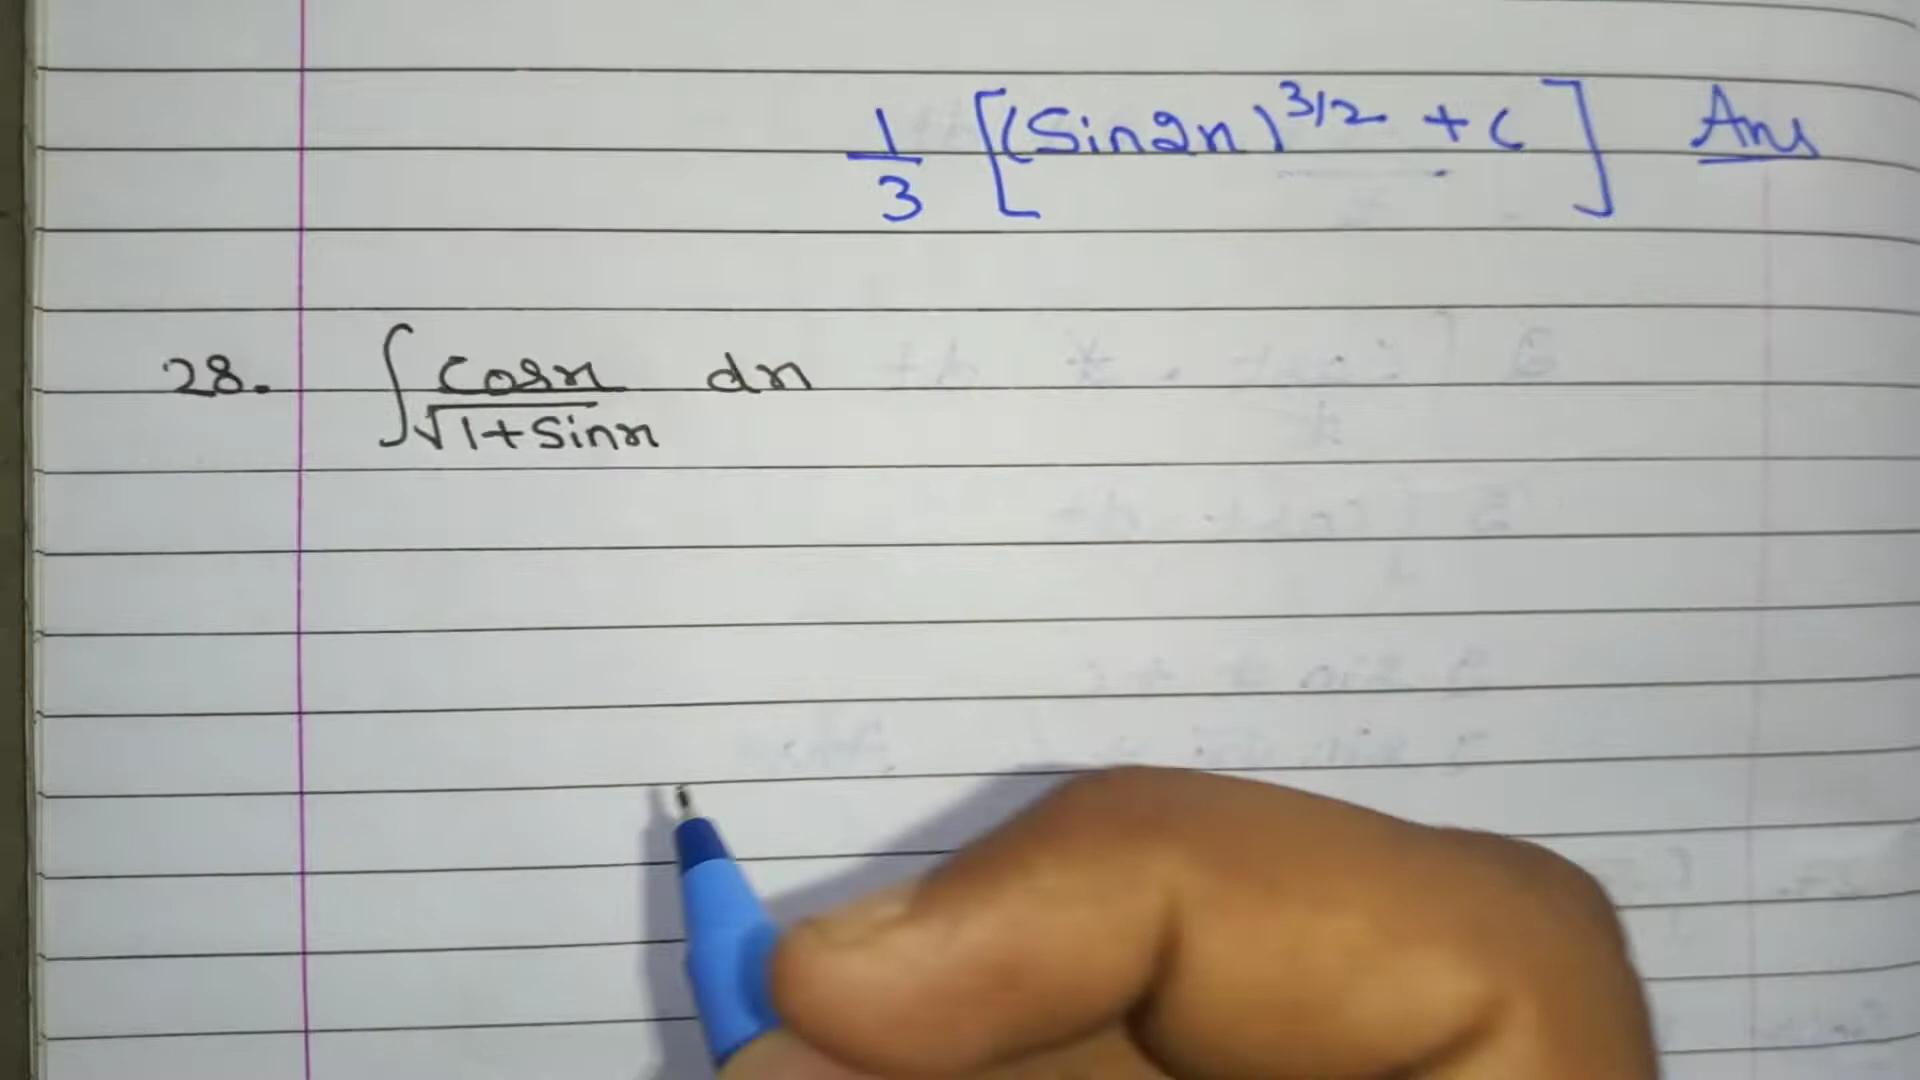 1/3 [(Sin2x)^3/2 + c] Ans
28. ∫ Cosx/√1+Sinx dx